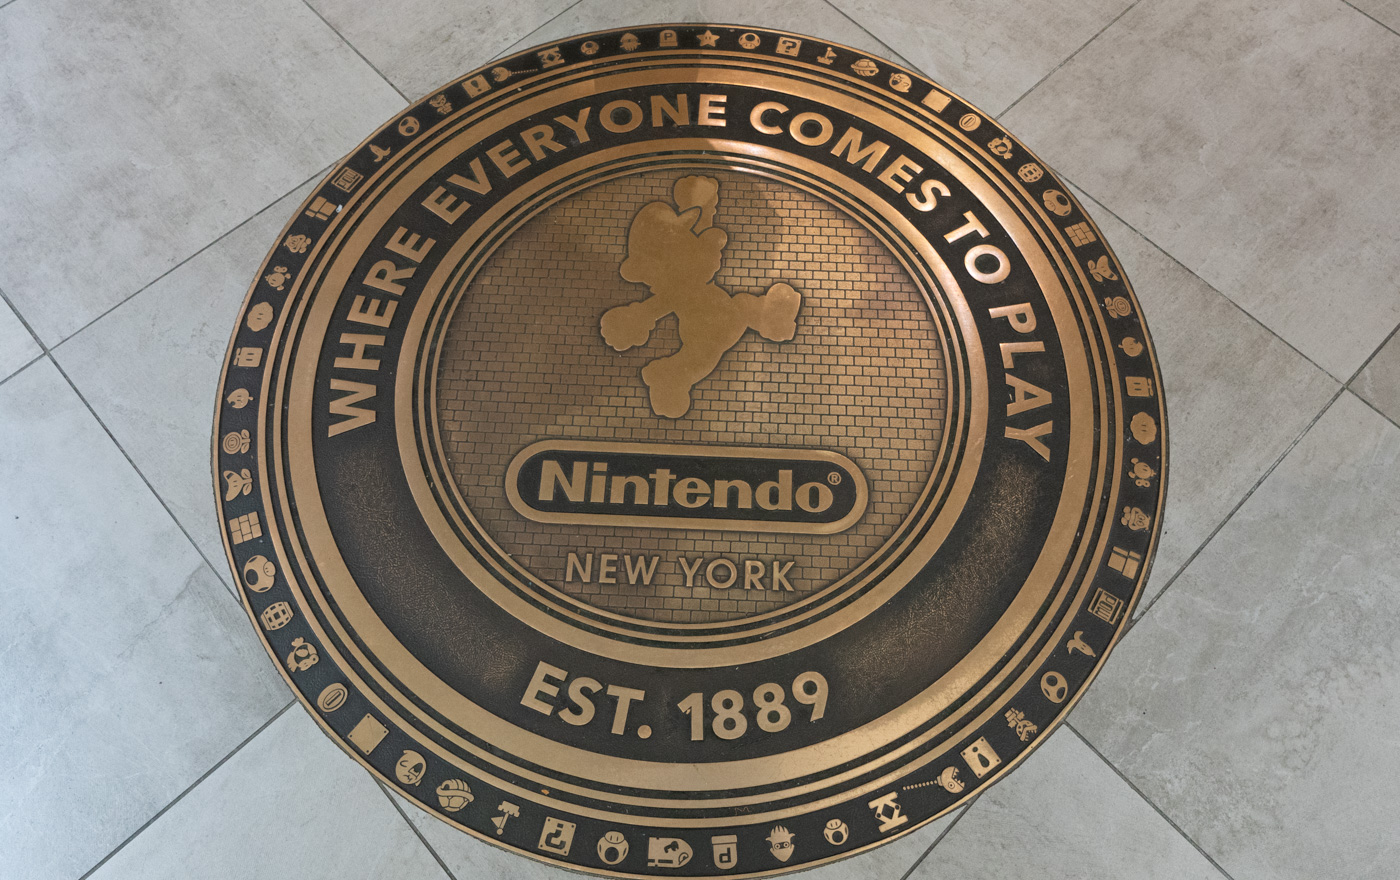 WHERE EVERYONE COMES TO PLAY
Nintendo®
NEW YORK
EST. 1889